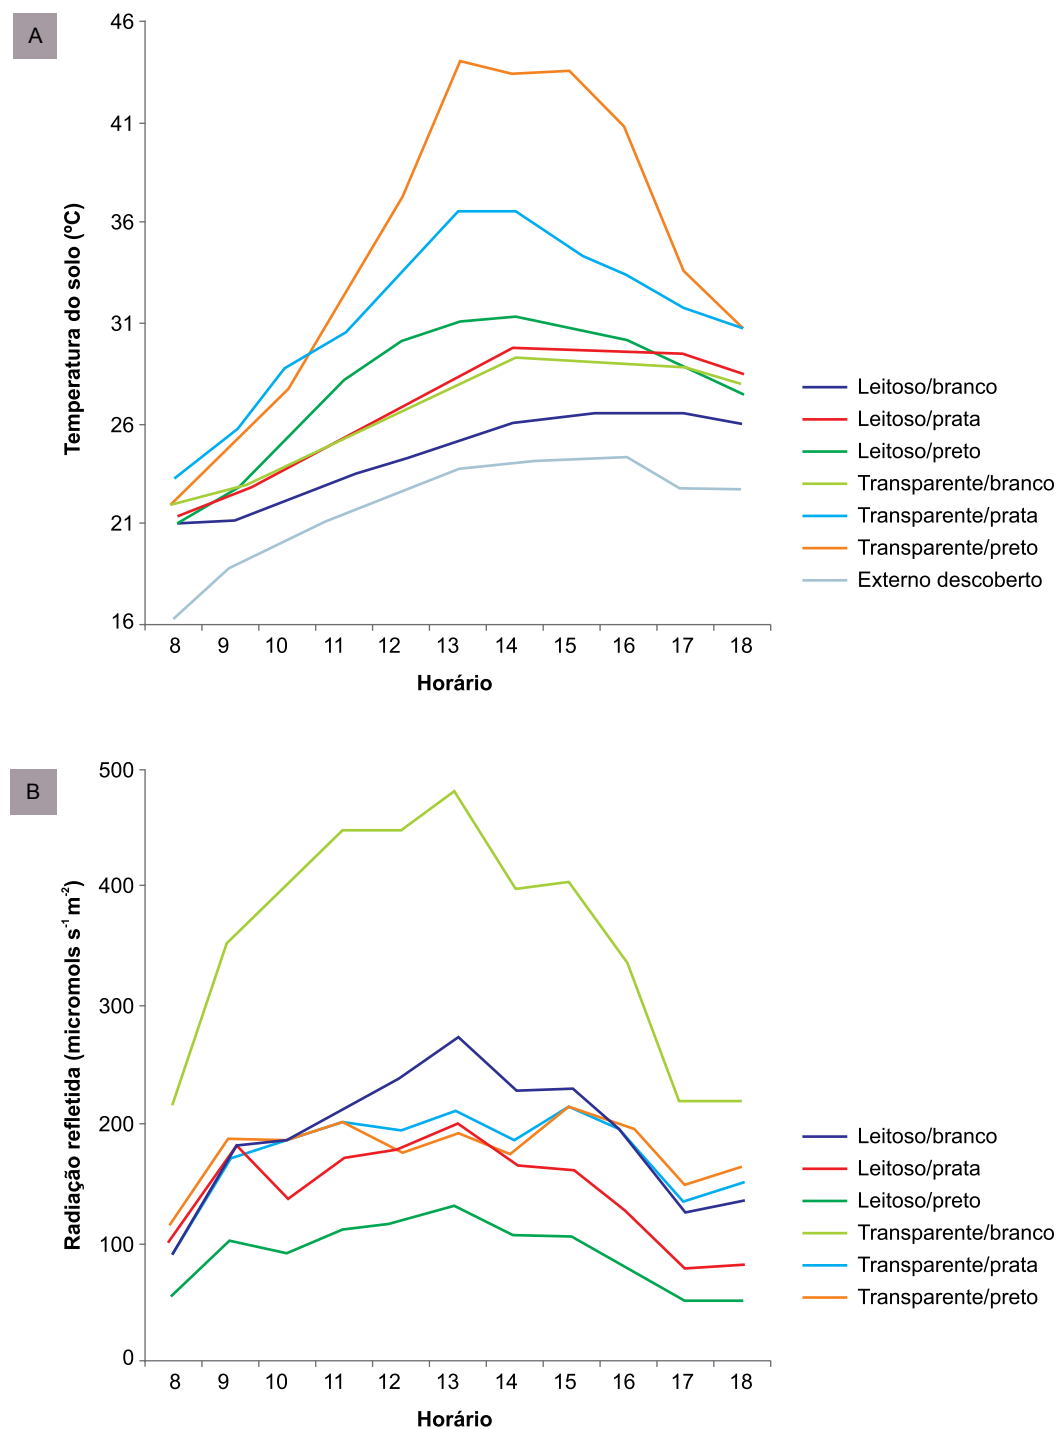 A
46
41
36
31
26
21
16
Temperatura do solo (ºC)
8 9 10 11 12 13 14 15 16 17 18
Horário
Leitoso/branco
Leitoso/prata
Leitoso/preto
Transparente/branco
Transparente/prata
Transparente/preto
Externo descoberto
B
500
400
300
200
100
0
Radiação refletida (micromols s⁻¹ m⁻²)
8 9 10 11 12 13 14 15 16 17 18
Horário
Leitoso/branco
Leitoso/prata
Leitoso/preto
Transparente/branco
Transparente/prata
Transparente/preto